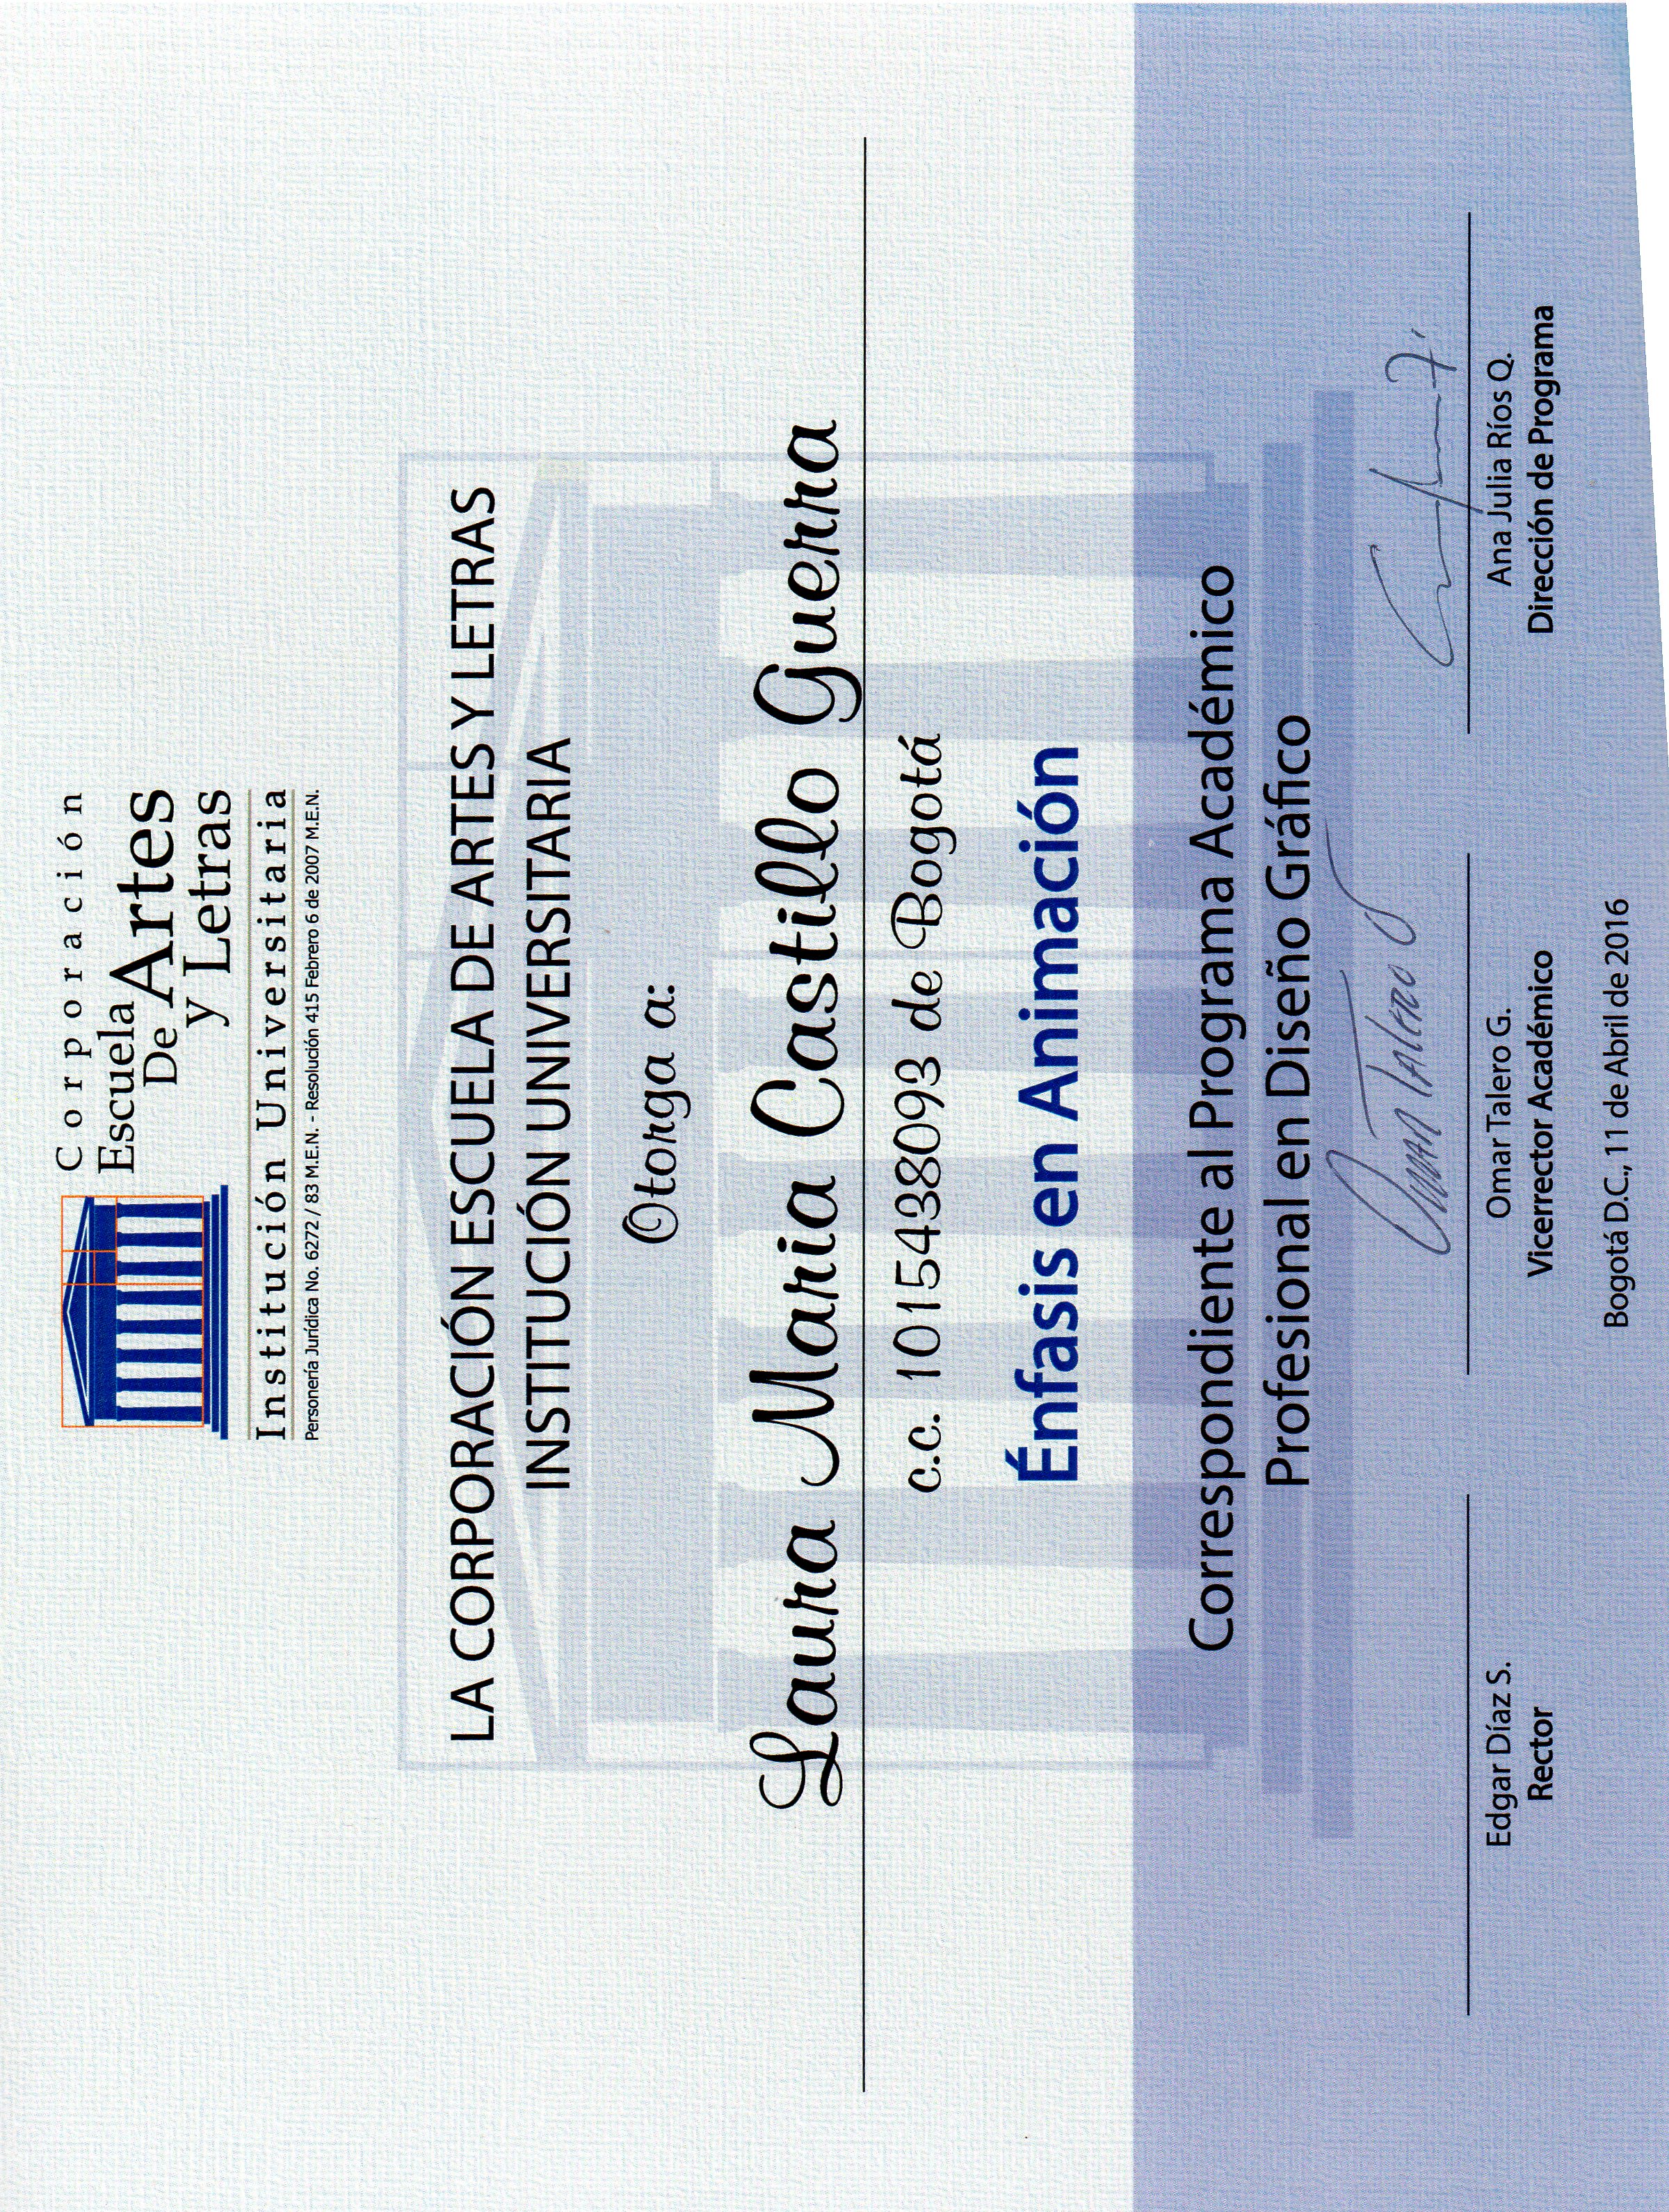 Corporación
Escuela
De Artes
y Letras
Institución Universitaria
Personería Jurídica No. 6272 / 83 M.E.N. - Resolución 415 Febrero 6 de 2007 M.E.N.
LA CORPORACIÓN ESCUELA DE ARTES Y LETRAS
INSTITUCIÓN UNIVERSITARIA
Otorga a:
Laura Maria Castillo Guerra
c.c. 1015438093 de Bogotá
Énfasis en Animación
Correspondiente al Programa Académico
Profesional en Diseño Gráfico
Omar Talero G
Edgar Díaz S.
Rector
Omar Talero G.
Vicerrector Académico
Ana Julia Ríos Q.
Dirección de Programa
Bogotá D.C., 11 de Abril de 2016